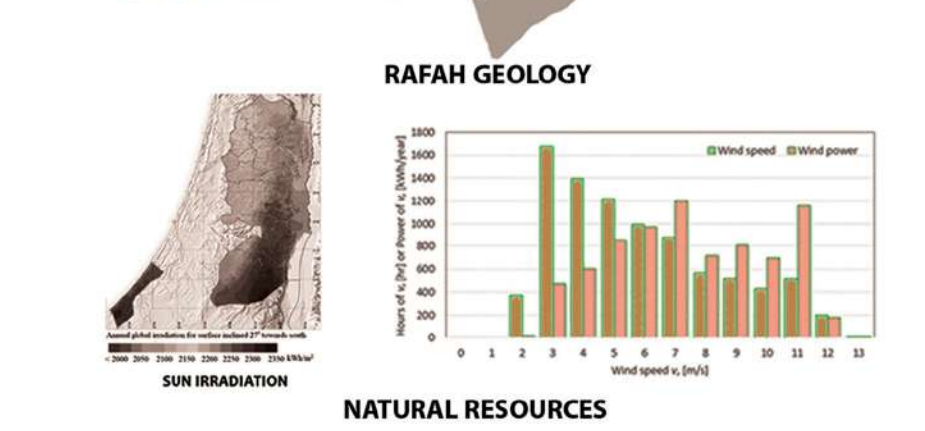 RAFAH GEOLOGY
Annual global irradiation for surface inclined 27° towards south
< 2000 2050 2100 2150 2200 2250 2300 2350 kWh/m²
SUN IRRADIATION
Hours of v, [hr] or Power of v, [kWh/year]
1800
1600
1400
1200
1000
800
600
400
200
0
Wind speed Wind power
0 1 2 3 4 5 6 7 8 9 10 11 12 13
Wind speed v, [m/s]
NATURAL RESOURCES